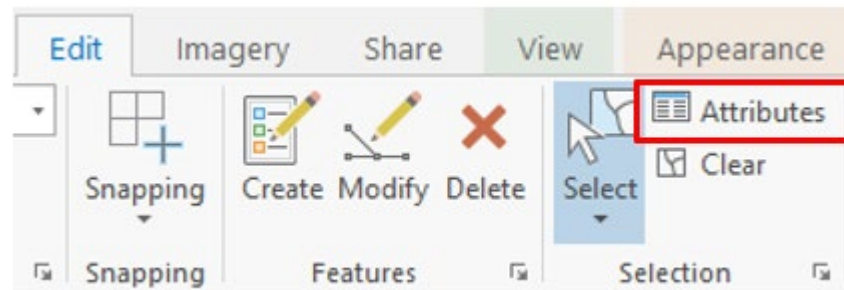 Edit Imagery Share View Appearance
Attributes
Snapping Create Modify Delete Select Clear
Snapping Features Selection